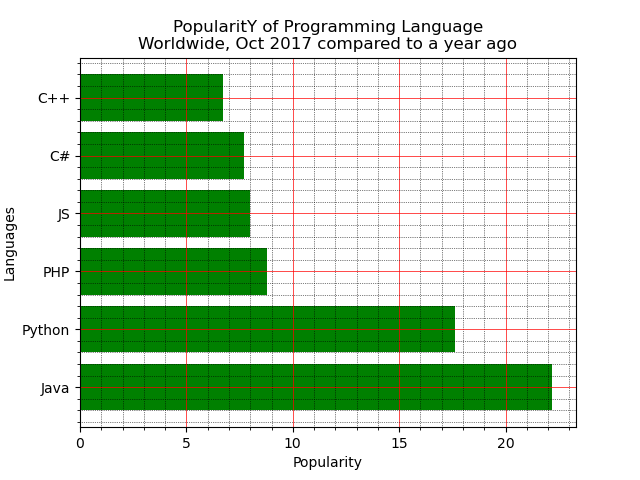 PopularitY of Programming Language
Worldwide, Oct 2017 compared to a year ago
Languages
C++
C#
JS
PHP
Python
Java
0 5 10 15 20
Popularity